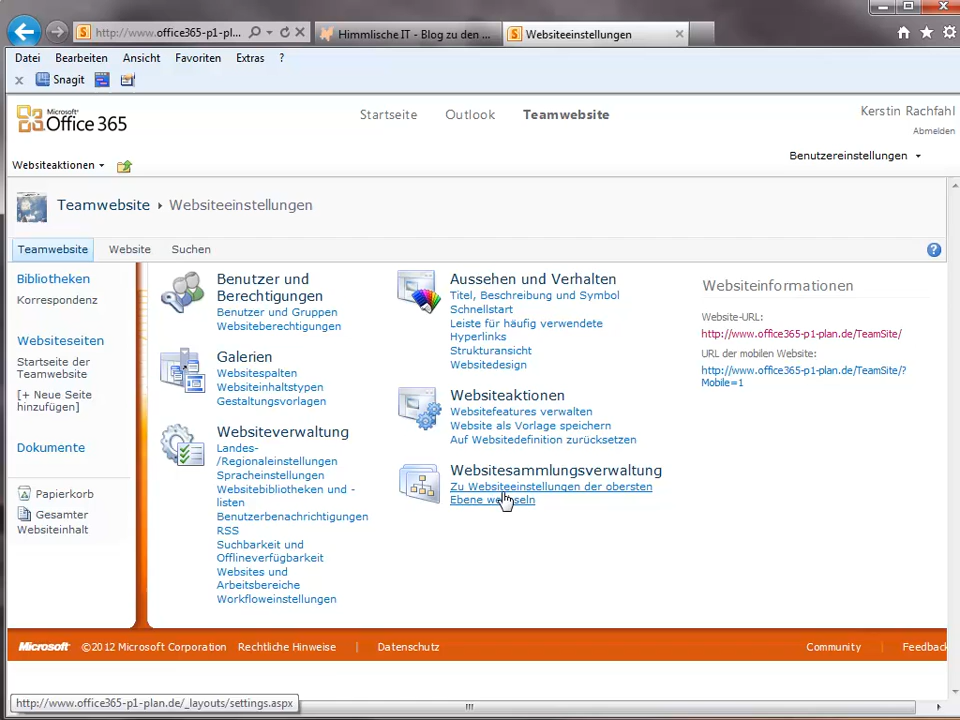 http://www.office365-p1-pl...
Himmlische IT - Blog zu den ...
Websiteeinstellungen
Datei Bearbeiten Ansicht Favoriten Extras ?
x Snagit
Microsoft®
Office 365
Startseite Outlook Teamwebsite
Kerstin Rachfahl
Abmelden
Websiteaktionen
Benutzereinstellungen
Teamwebsite Websiteeinstellungen
Teamwebsite Website Suchen
Bibliotheken
Korrespondenz
Websiteseiten
Startseite der
Teamwebsite
[+ Neue Seite
hinzufügen]
Dokumente
Papierkorb
Gesamter
Websiteinhalt
Benutzer und
Berechtigungen
Benutzer und Gruppen
Websiteberechtigungen
Galerien
Websitespalten
Websiteinhaltstypen
Gestaltungsvorlagen
Websiteverwaltung
Landes-
/Regionaleinstellungen
Spracheinstellungen
Websitebibliotheken und -
listen
Benutzerbenachrichtigungen
RSS
Suchbarkeit und
Offlineverfügbarkeit
Websites und
Arbeitsbereiche
Workfloweinstellungen
Aussehen und Verhalten
Titel, Beschreibung und Symbol
Schnellstart
Leiste für häufig verwendete
Hyperlinks
Strukturansicht
Websitedesign
Websiteaktionen
Websitefeatures verwalten
Website als Vorlage speichern
Auf Websitedefinition zurücksetzen
Websitesammlungsverwaltung
Zu Websiteeinstellungen der obersten
Ebene wechseln
Websiteinformationen
Website-URL:
http://www.office365-p1-plan.de/TeamSite/
URL der mobilen Website:
http://www.office365-p1-plan.de/TeamSite/?
Mobile=1
Microsoft ©2012 Microsoft Corporation Rechtliche Hinweise | Datenschutz Community Feedback
http://www.office365-p1-plan.de/_layouts/settings.aspx